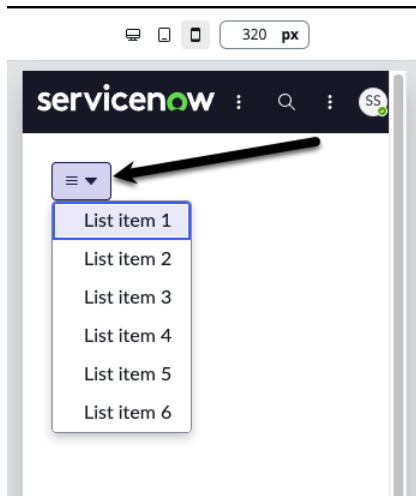 320 px
servicenow SS
List item 1
List item 2
List item 3
List item 4
List item 5
List item 6